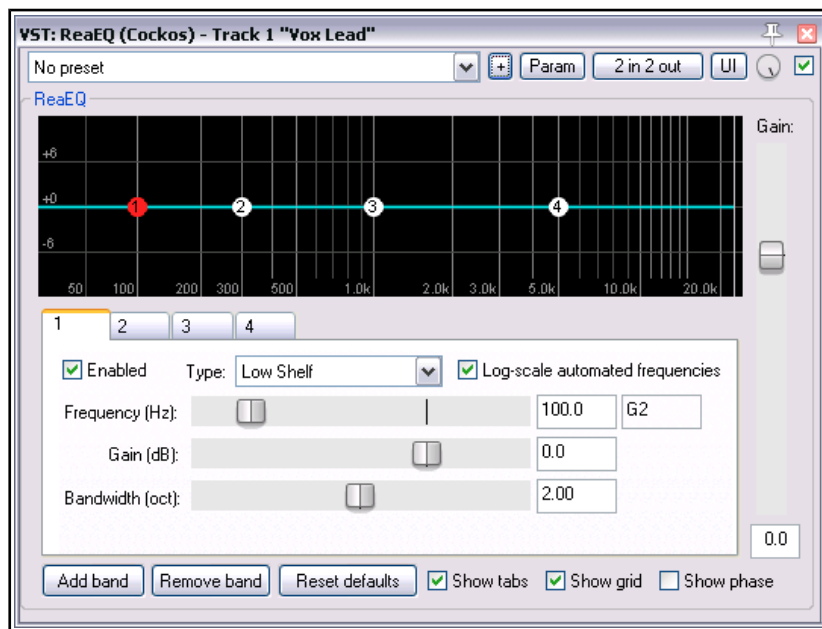 VST: ReaEQ (Cockos) - Track 1 "Vox Lead"
No preset + Param 2 in 2 out UI
ReaEQ
Gain:
+6
+0 1 2 3 4
-6
50 100 200 300 500 1.0k 2.0k 3.0k 5.0k 10.0k 20.0k
1 2 3 4
Enabled Type: Low Shelf Log-scale automated frequencies
Frequency (Hz): 100.0 G2
Gain (dB): 0.0
Bandwidth (oct): 2.00
0.0
Add band Remove band Reset defaults Show tabs Show grid Show phase